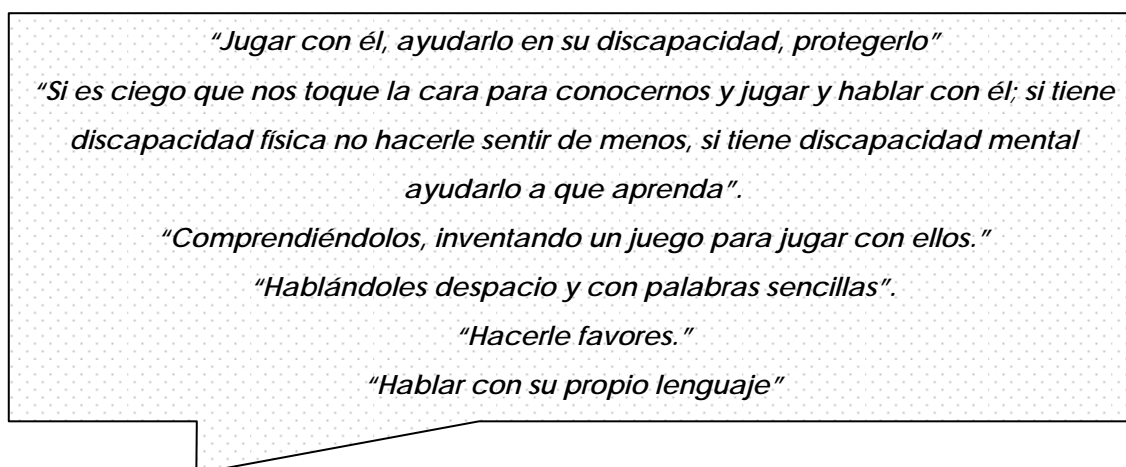 “Jugar con él, ayudarlo en su discapacidad, protegerlo”
“Si es ciego que nos toque la cara para conocernos y jugar y hablar con él; si tiene
discapacidad física no hacerle sentir de menos, si tiene discapacidad mental
ayudarlo a que aprenda”.
“Comprendiéndolos, inventando un juego para jugar con ellos.”
“Hablándoles despacio y con palabras sencillas”.
“Hacerle favores.”
“Hablar con su propio lenguaje”